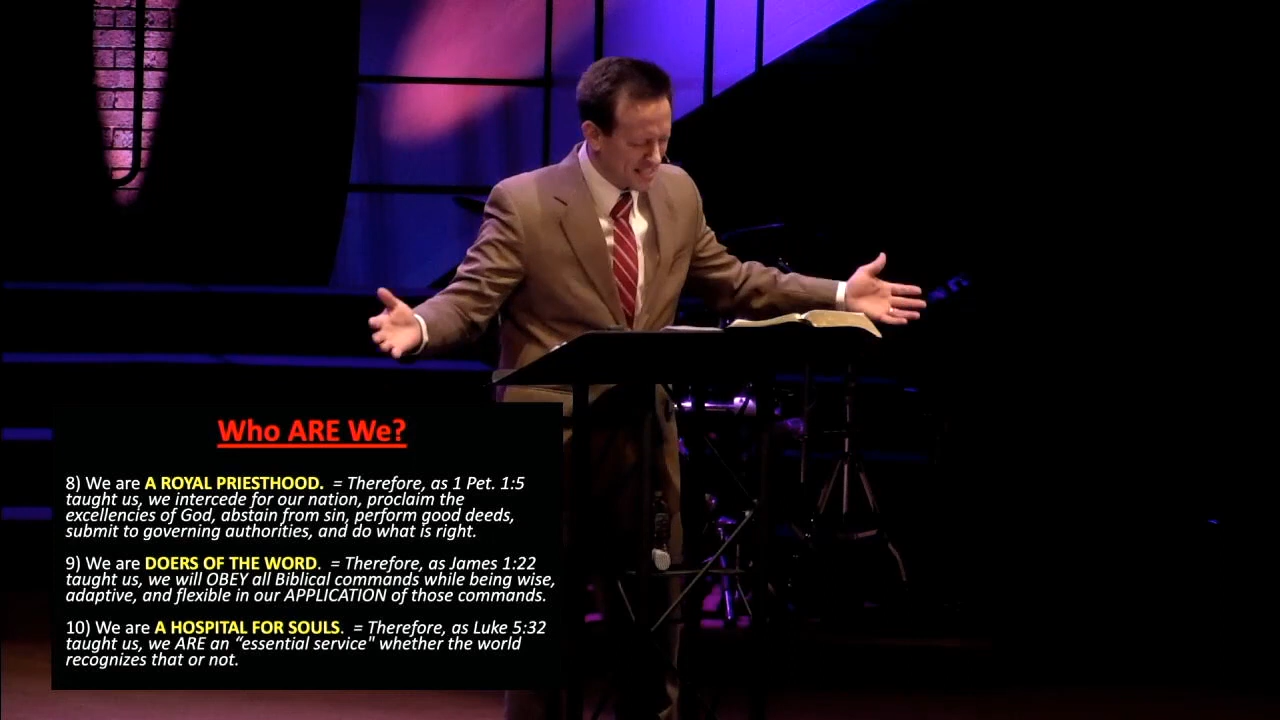 Who ARE We?
8) We are A ROYAL PRIESTHOOD. = Therefore, as 1 Pet. 1:5
taught us, we intercede for our nation, proclaim the
excellencies of God, abstain from sin, perform good deeds,
submit to governing authorities, and do what is right.
9) We are DOERS OF THE WORD. = Therefore, as James 1:22
taught us, we will OBEY all Biblical commands while being wise,
adaptive, and flexible in our APPLICATION of those commands.
10) We are A HOSPITAL FOR SOULS. = Therefore, as Luke 5:32
taught us, we ARE an “essential service" whether the world
recognizes that or not.